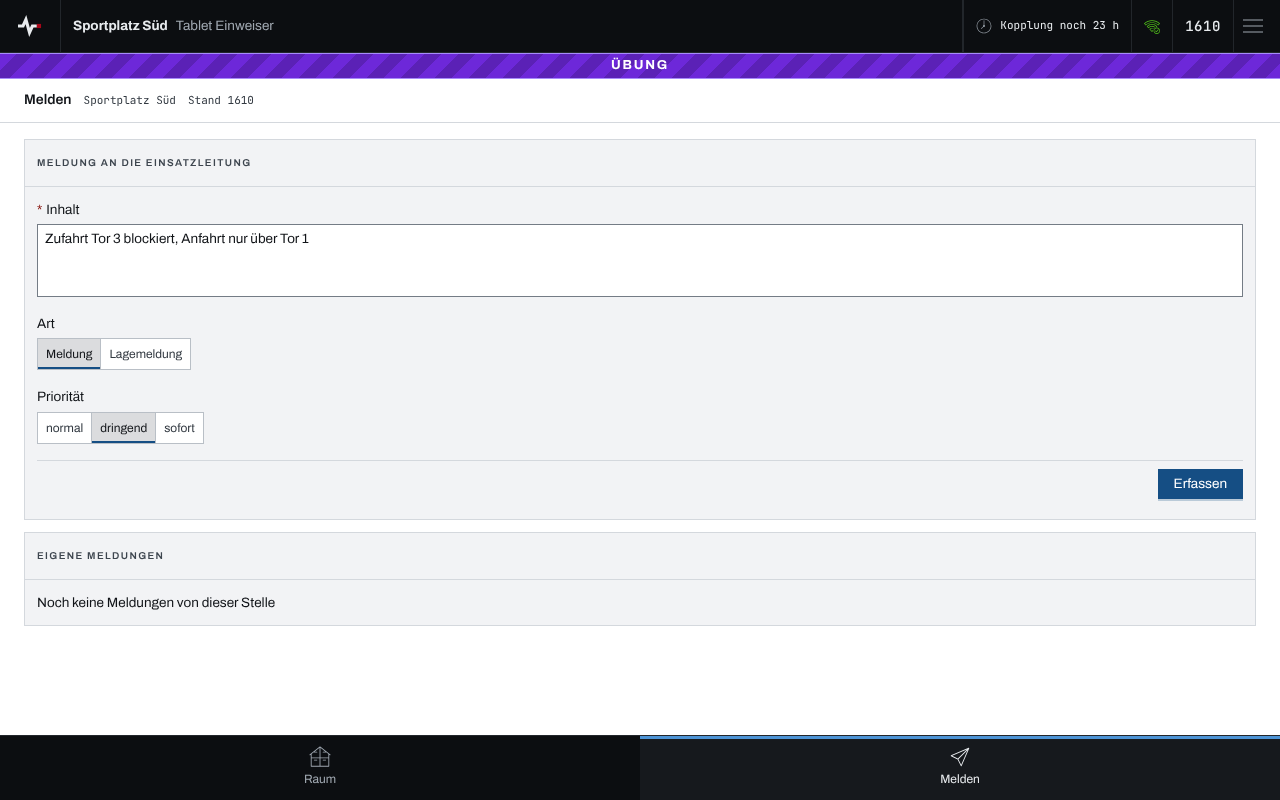 Sportplatz Süd Tablet Einweiser Kopplung noch 23 h 1610
ÜBUNG
Melden Sportplatz Süd Stand 1610
MELDUNG AN DIE EINSATZLEITUNG
* Inhalt
Zufahrt Tor 3 blockiert, Anfahrt nur über Tor 1
Art
Meldung Lagemeldung
Priorität
normal dringend sofort
Erfassen
EIGENE MELDUNGEN
Noch keine Meldungen von dieser Stelle
Raum Melden